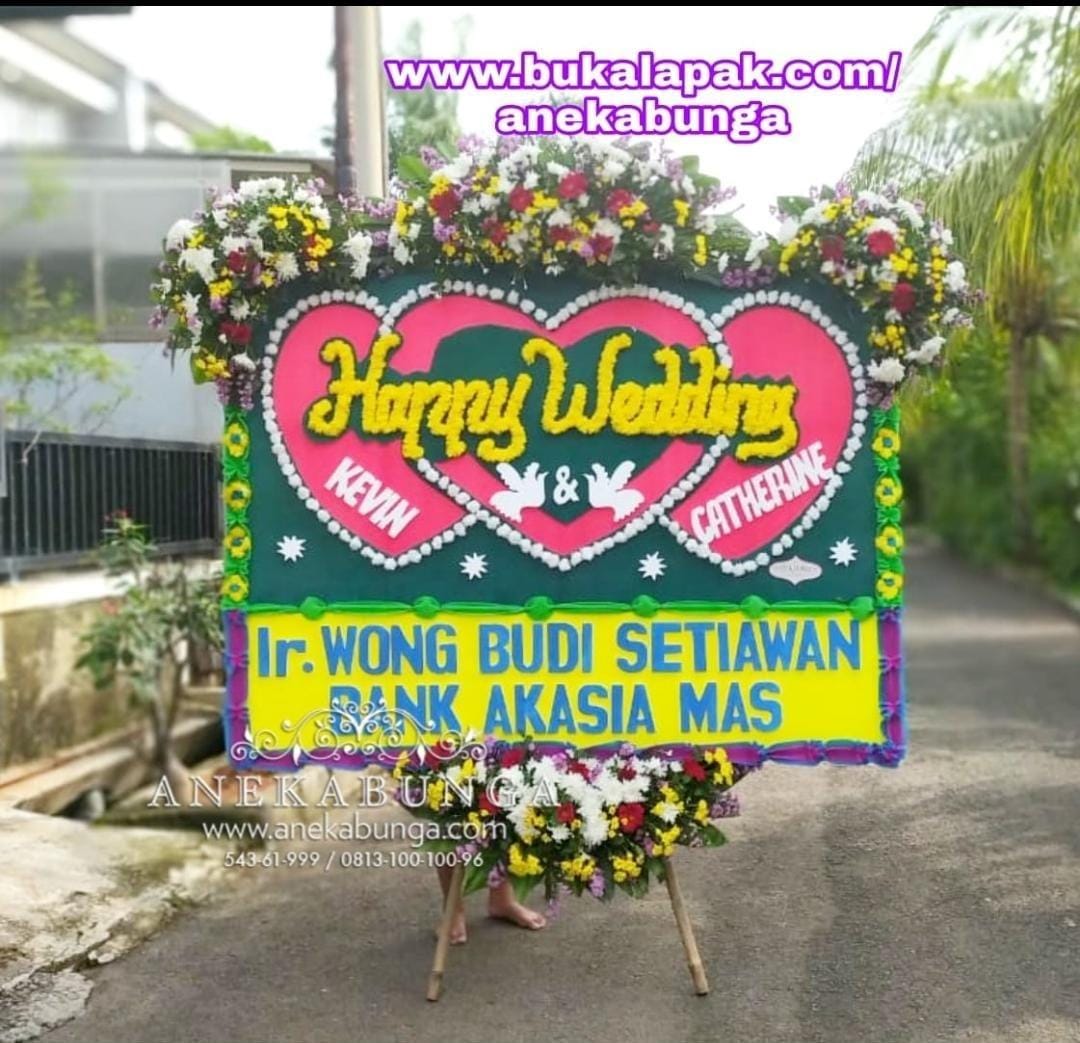 www.bukalapak.com/
anekabunga
Happy Wedding
KEVIN
&
CATHERINE
Ir. WONG BUDI SETIAWAN
BANK AKASIA MAS
ANEKABUNGA
www.anekabunga.com
543-61-999 / 0813-100-100-96